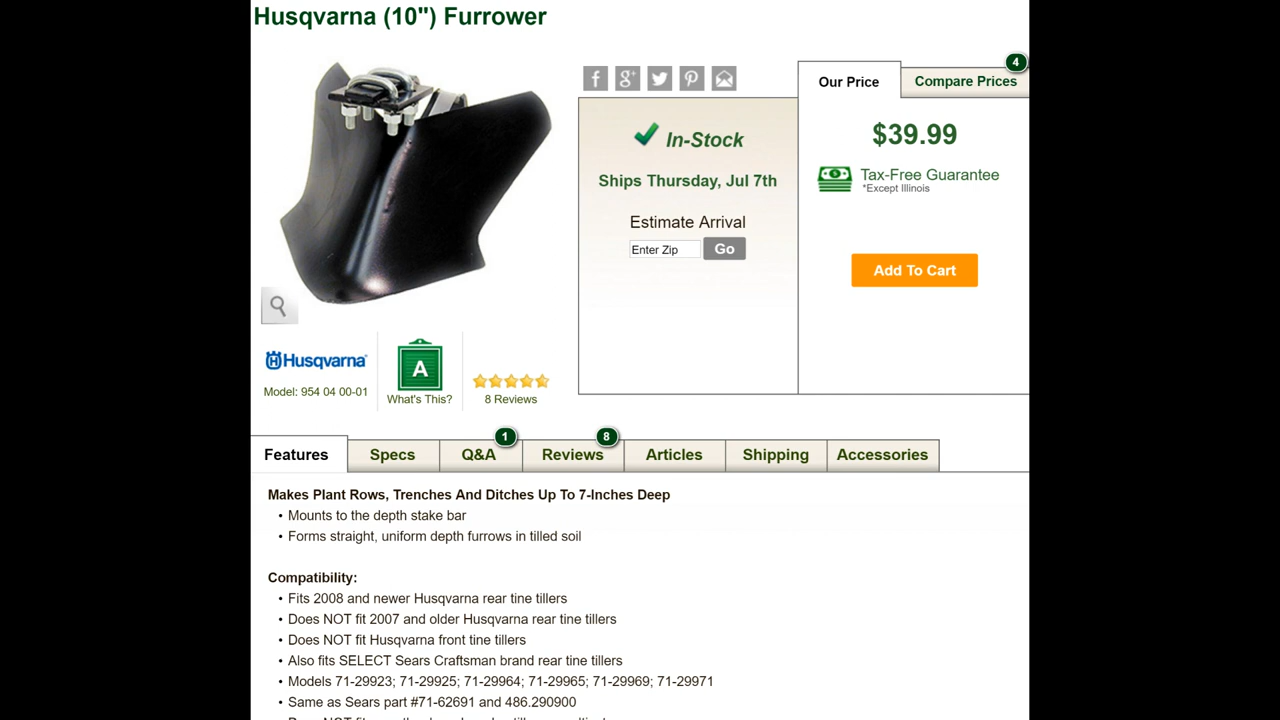 Husqvarna (10") Furrower
4
Our Price
Compare Prices
In-Stock
Ships Thursday, Jul 7th
Estimate Arrival
Enter Zip
Go
$39.99
Tax-Free Guarantee
*Except Illinois
Add To Cart
Husqvarna
Model: 954 04 00-01
A
What's This?
8 Reviews
Features
Specs
Q&A
1
Reviews
8
Articles
Shipping
Accessories
Makes Plant Rows, Trenches And Ditches Up To 7-Inches Deep
• Mounts to the depth stake bar
• Forms straight, uniform depth furrows in tilled soil
Compatibility:
• Fits 2008 and newer Husqvarna rear tine tillers
• Does NOT fit 2007 and older Husqvarna rear tine tillers
• Does NOT fit Husqvarna front tine tillers
• Also fits SELECT Sears Craftsman brand rear tine tillers
• Models 71-29923; 71-29925; 71-29964; 71-29965; 71-29969; 71-29971
• Same as Sears part #71-62691 and 486.290900